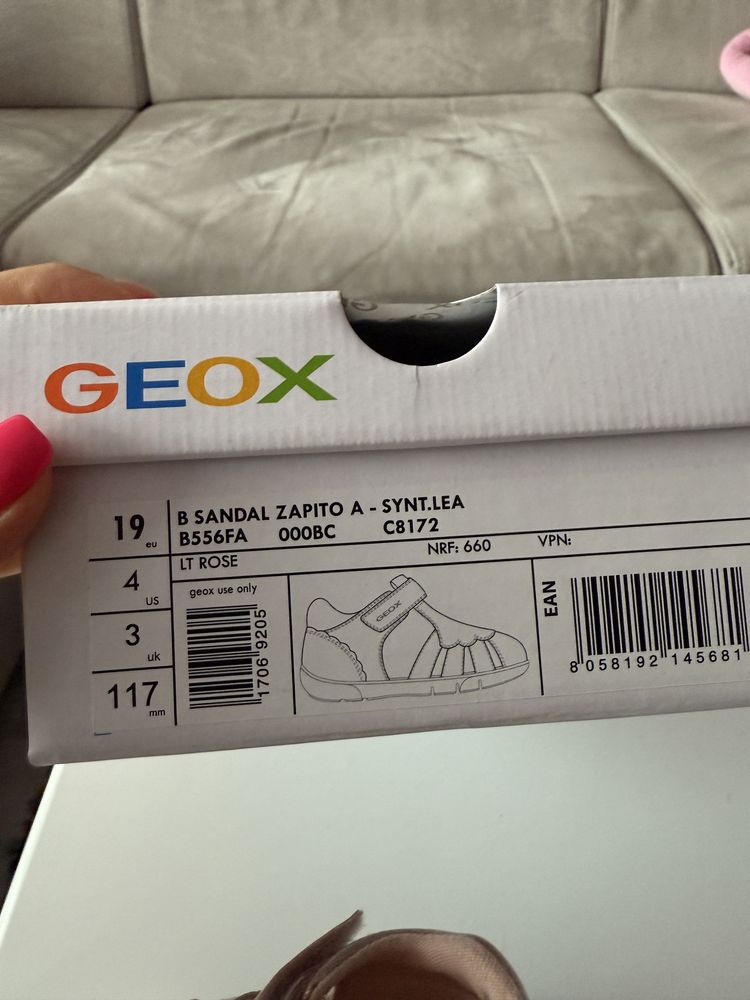 GEOX
19 eu
4 US
3 uk
117 mm
B SANDAL ZAPITO A - SYNT.LEA
B556FA 000BC C8172
LT ROSE NRF: 660 VPN:
geox use only
1706 9205
GEOX
EAN
8 058192 145681